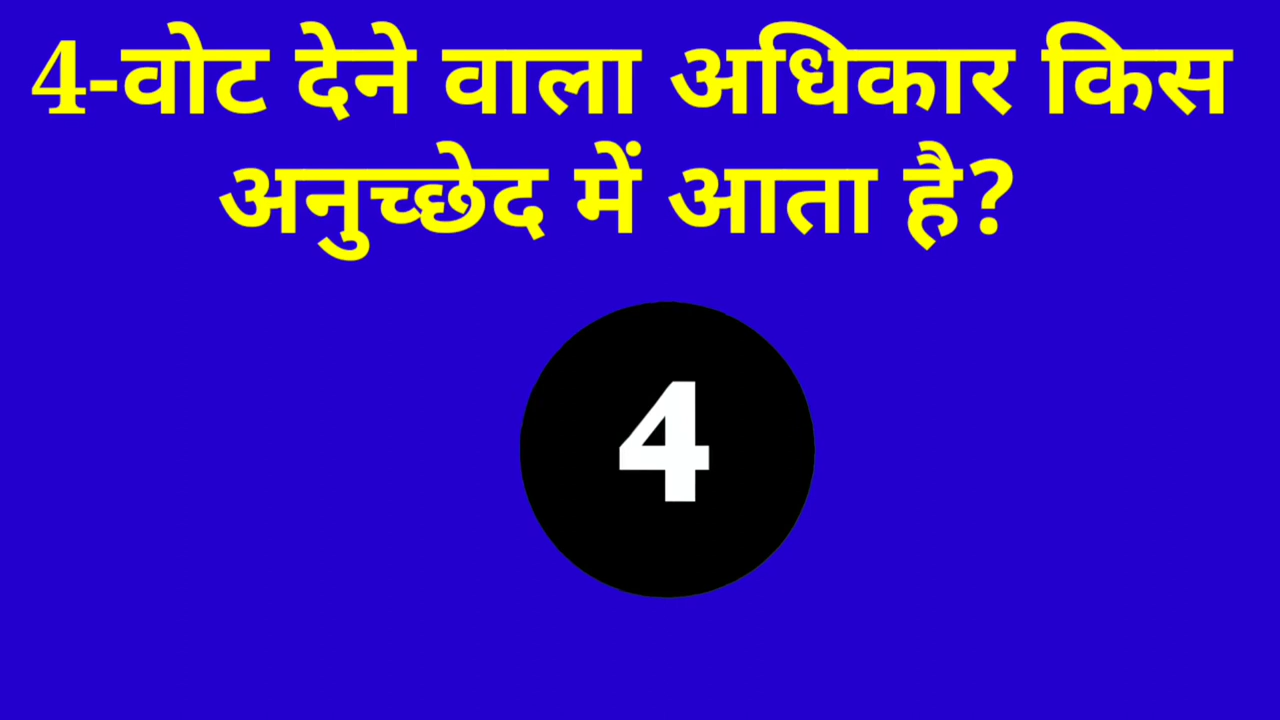 4-वोट देने वाला अधिकार किस
अनुच्छेद में आता है?
4